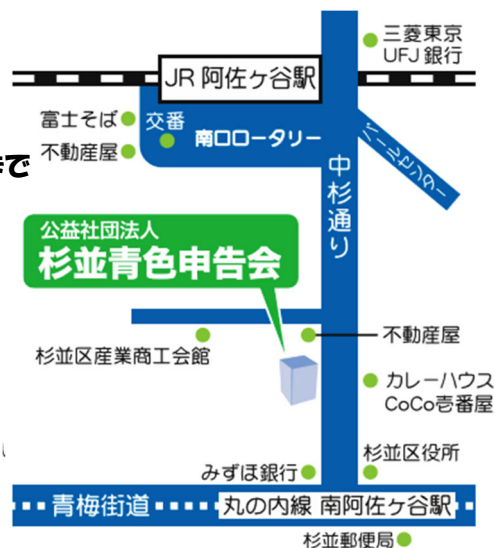 三菱東京
UFJ銀行
JR 阿佐ヶ谷駅
富士そば
交番
南口ロータリー
パールセンター
不動産屋
で
中杉通り
公益社団法人
杉並青色申告会
不動産屋
杉並区産業商工会館
カレーハウス
CoCo壱番屋
杉並区役所
みずほ銀行
青梅街道
丸の内線 南阿佐ヶ谷駅
杉並郵便局